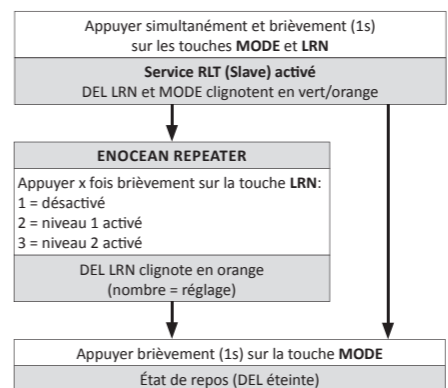 Appuyer simultanément et brièvement (1s)
sur les touches MODE et LRN
Service RLT (Slave) activé
DEL LRN et MODE clignotent en vert/orange
ENOCEAN REPEATER
Appuyer x fois brièvement sur la touche LRN:
1 = désactivé
2 = niveau 1 activé
3 = niveau 2 activé
DEL LRN clignote en orange
(nombre = réglage)
Appuyer brièvement (1s) sur la touche MODE
État de repos (DEL éteinte)